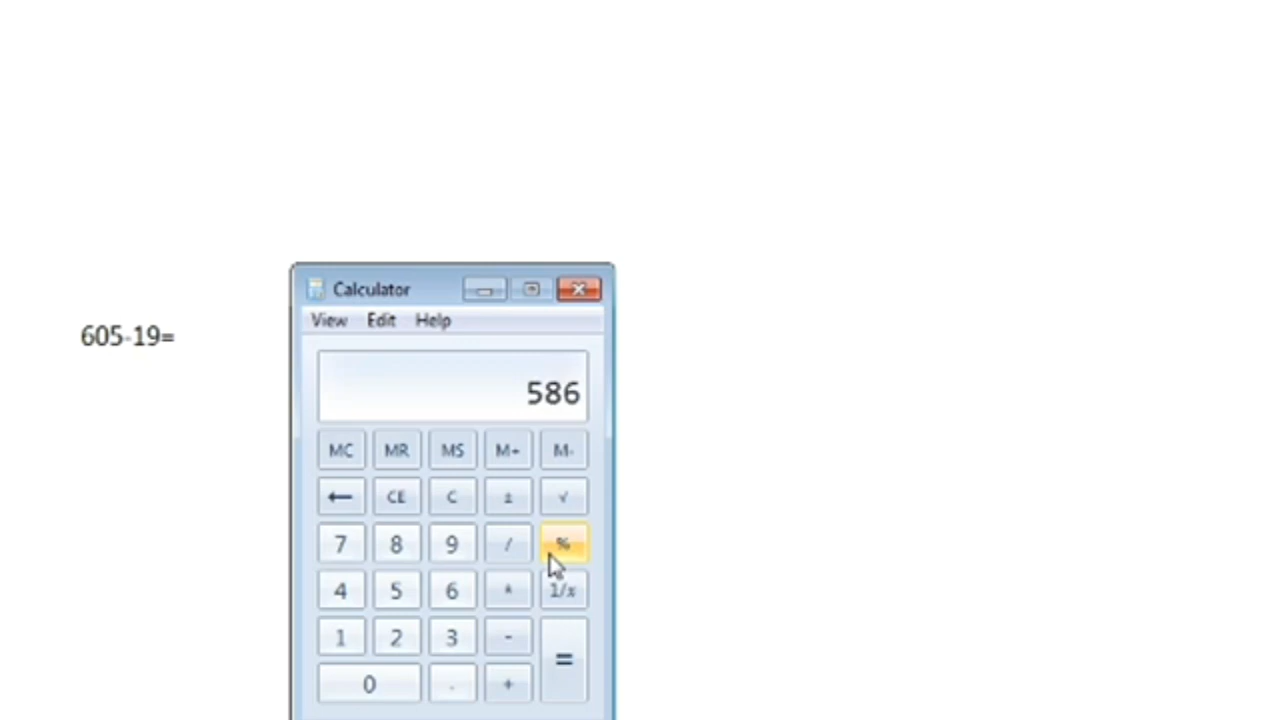 Calculator
View Edit Help
605-19=
586
MC MR MS M+ M-
← CE C ± √
7 8 9 / %
4 5 6 * 1/x
1 2 3 - =
0 . +